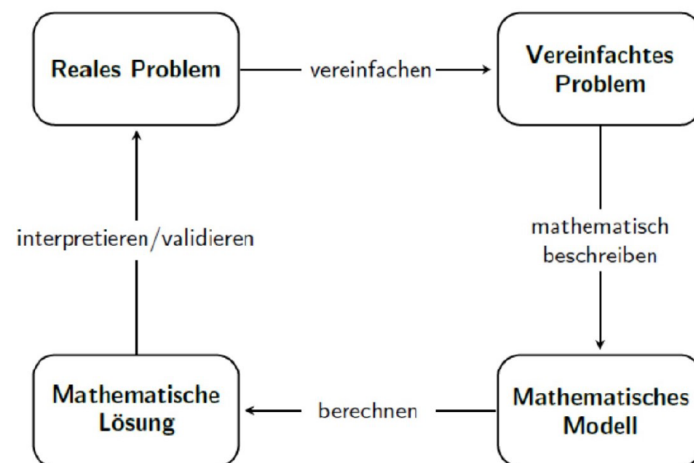 Reales Problem
vereinfachen
Vereinfachtes
Problem
mathematisch
beschreiben
Mathematisches
Modell
berechnen
Mathematische
Lösung
interpretieren/validieren